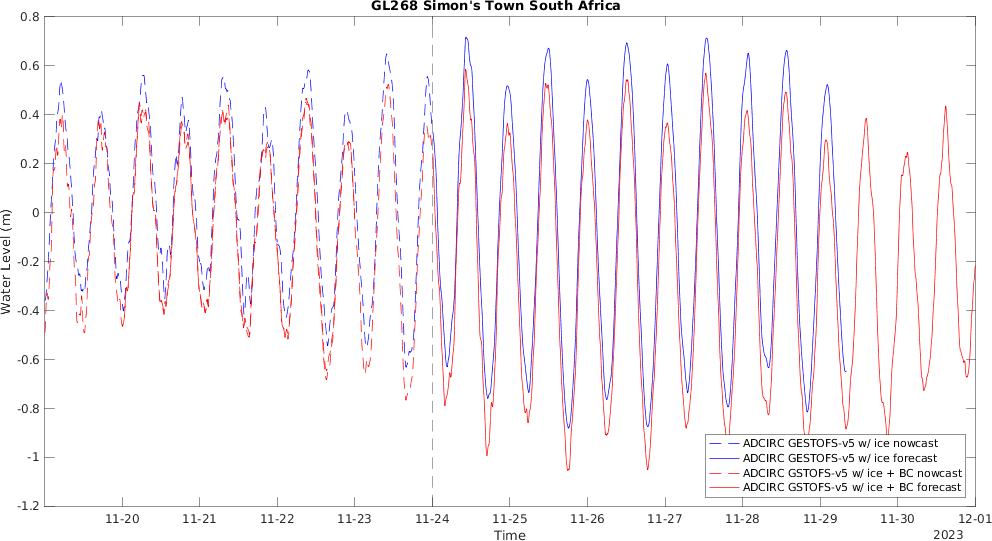 GL268 Simon's Town South Africa
0.8
0.6
0.4
0.2
0
-0.2
-0.4
-0.6
-0.8
-1
-1.2
Water Level (m)
ADCIRC GESTOFS-v5 w/ ice nowcast
ADCIRC GESTOFS-v5 w/ ice forecast
ADCIRC GSTOFS-v5 w/ ice + BC nowcast
ADCIRC GSTOFS-v5 w/ ice + BC forecast
11-20 11-21 11-22 11-23 11-24 11-25 11-26 11-27 11-28 11-29 11-30 12-01
Time
2023